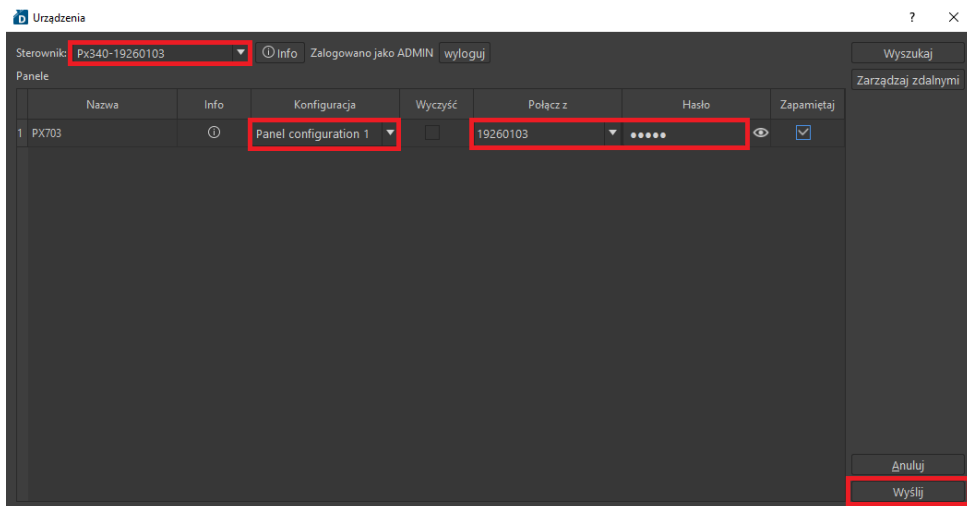 Urządzenia ? ×
Sterownik: Px340-19260103 Info Zalogowano jako ADMIN wyloguj Wyszukaj
Panele Zarządzaj zdalnymi
Nazwa Info Konfiguracja Wyczyść Połącz z Hasło Zapamiętaj
1 PX703 Panel configuration 1 19260103 ●●●●●
Anuluj
Wyślij